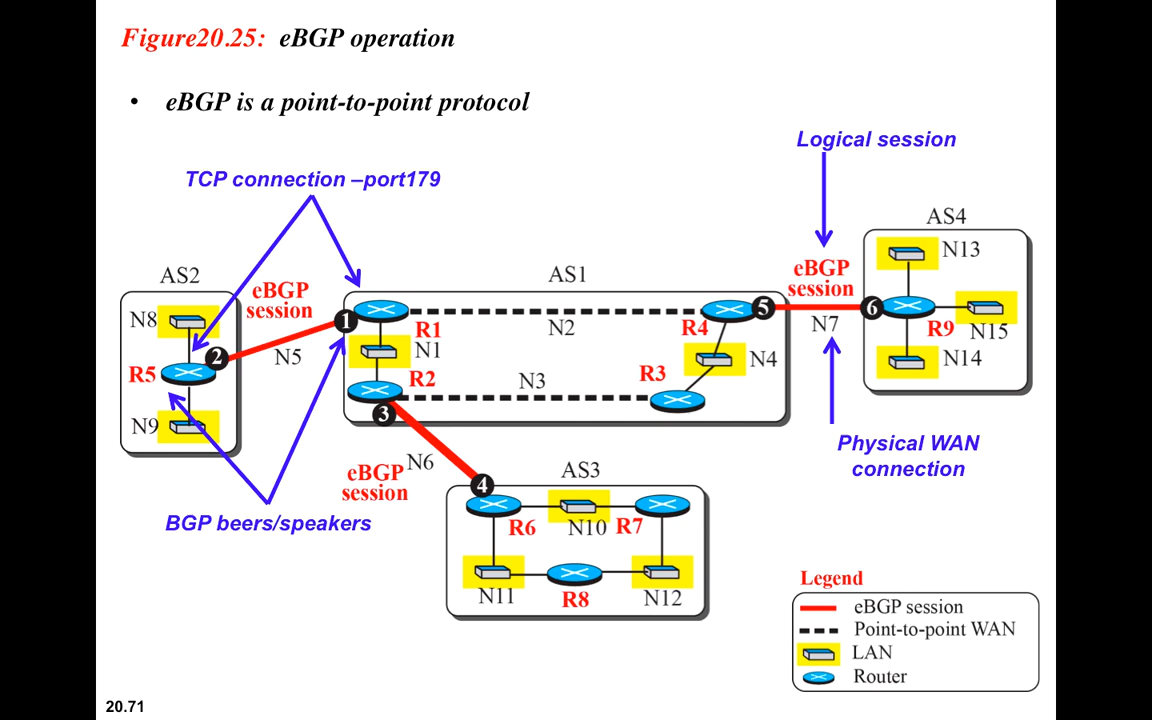 Figure20.25: eBGP operation
• eBGP is a point-to-point protocol
Logical session
TCP connection –port179
AS4
N13
AS2
AS1
eBGP
session
eBGP
session
N8
1
5
6
R1
N2
R4
N7
R9
N15
2
N5
N1
N4
N14
R5
R2
N3
R3
3
N9
Physical WAN
connection
N6
eBGP
session
AS3
4
BGP beers/speakers
R6
N10
R7
N11
R8
N12
Legend
eBGP session
Point-to-point WAN
LAN
Router
20.71